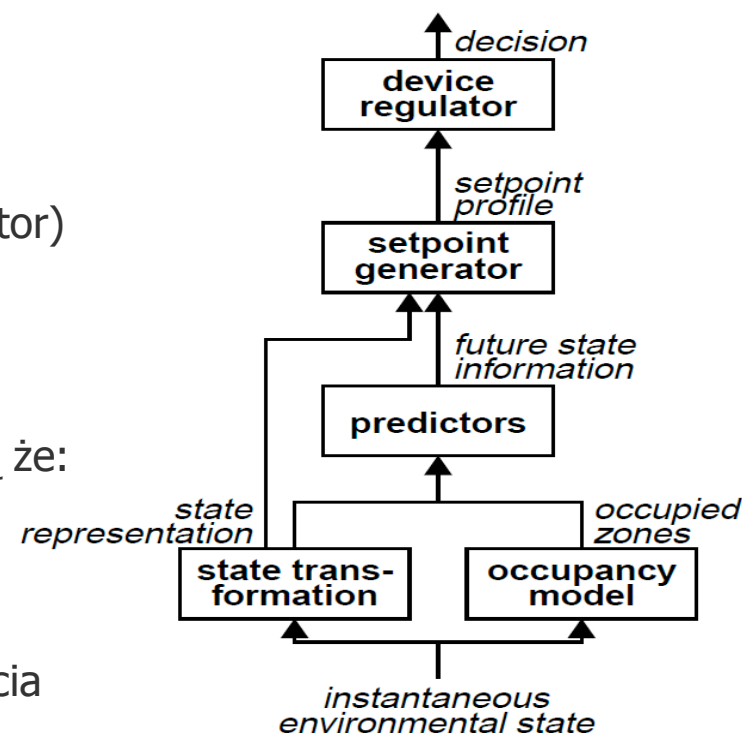 decision
device
regulator
setpoint
profile
tor)
setpoint
generator
future state
information
predictors
że:
state
representation
occupied
zones
state trans-
formation
occupancy
model
cia
instantaneous
environmental state